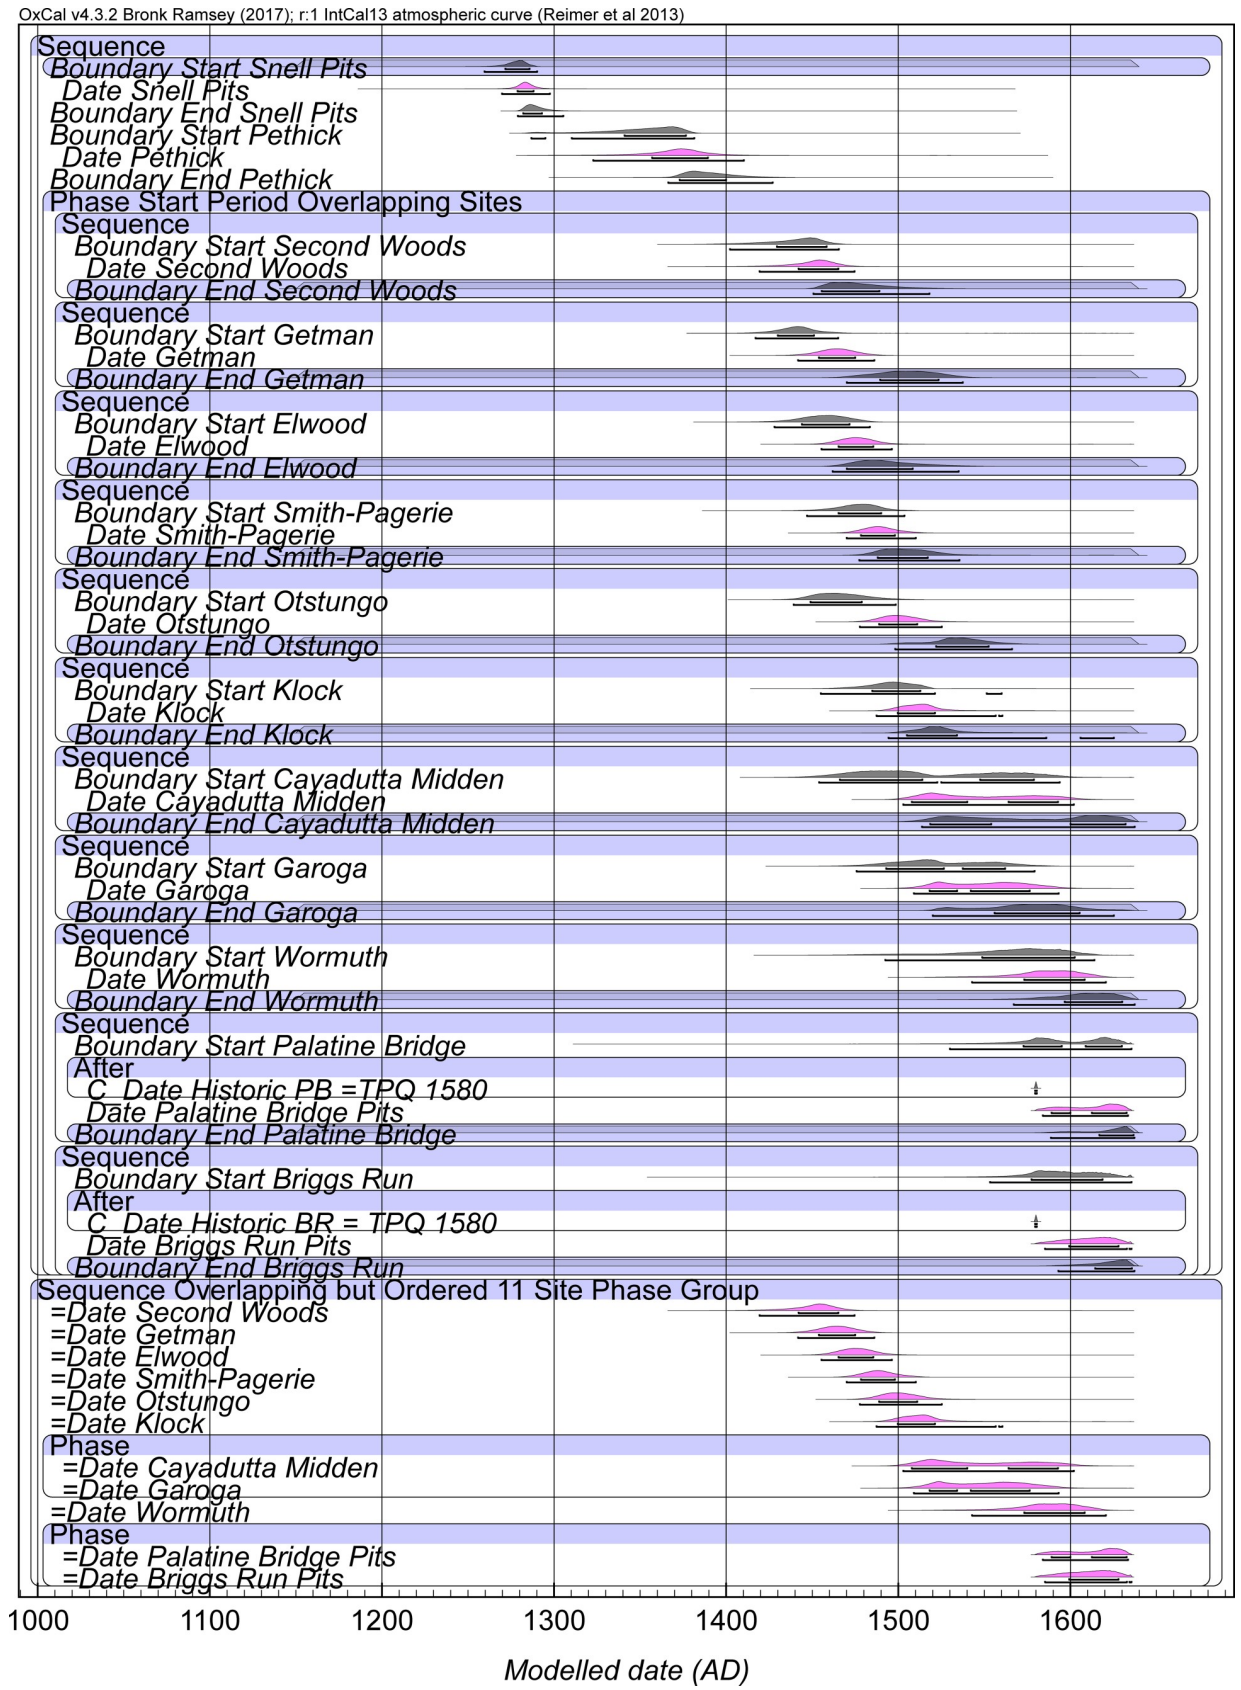 OxCal v4.3.2 Bronk Ramsey (2017); r:1 IntCal13 atmospheric curve (Reimer et al 2013)
Sequence
Boundary Start Snell Pits
Date Snell Pits
Boundary End Snell Pits
Boundary Start Pethick
Date Pethick
Boundary End Pethick
Phase Start Period Overlapping Sites
Sequence
Boundary Start Second Woods
Date Second Woods
Boundary End Second Woods
Sequence
Boundary Start Getman
Date Getman
Boundary End Getman
Sequence
Boundary Start Elwood
Date Elwood
Boundary End Elwood
Sequence
Boundary Start Smith-Pagerie
Date Smith-Pagerie
Boundary End Smith-Pagerie
Sequence
Boundary Start Otstungo
Date Otstungo
Boundary End Otstungo
Sequence
Boundary Start Klock
Date Klock
Boundary End Klock
Sequence
Boundary Start Cayadutta Midden
Date Cayadutta Midden
Boundary End Cayadutta Midden
Sequence
Boundary Start Garoga
Date Garoga
Boundary End Garoga
Sequence
Boundary Start Wormuth
Date Wormuth
Boundary End Wormuth
Sequence
Boundary Start Palatine Bridge
After
C_Date Historic PB =TPQ 1580
Date Palatine Bridge Pits
Boundary End Palatine Bridge
Sequence
Boundary Start Briggs Run
After
C_Date Historic BR = TPQ 1580
Date Briggs Run Pits
Boundary End Briggs Run
Sequence Overlapping but Ordered 11 Site Phase Group
=Date Second Woods
=Date Getman
=Date Elwood
=Date Smith-Pagerie
=Date Otstungo
=Date Klock
Phase
=Date Cayadutta Midden
=Date Garoga
=Date Wormuth
Phase
=Date Palatine Bridge Pits
=Date Briggs Run Pits
1000 1100 1200 1300 1400 1500 1600
Modelled date (AD)